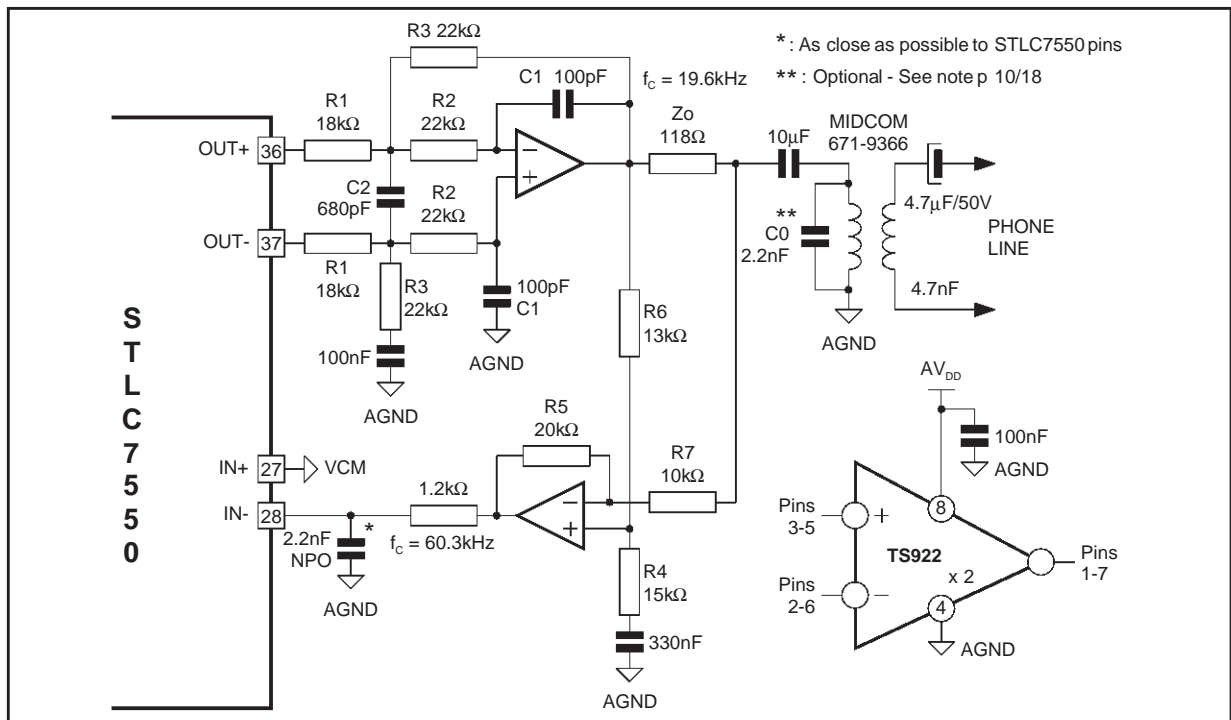 R3 22kΩ
* : As close as possible to STLC7550 pins
** : Optional - See note p 10/18
C1 100pF
fC = 19.6kHz
R1
18kΩ
R2
22kΩ
Zo
118Ω
10µF
MIDCOM
671-9366
OUT+
36
−
+
C2
680pF
R2
22kΩ
**
C0
2.2nF
4.7µF/50V
PHONE
LINE
OUT-
37
R1
18kΩ
R3
22kΩ
100pF
C1
4.7nF
AGND
AGND
100nF
AGND
R6
13kΩ
STLC7550
AVDD
100nF
AGND
R5
20kΩ
R7
10kΩ
IN+
27
VCM
1.2kΩ
−
+
IN-
28
*
2.2nF
NPO
fC = 60.3kHz
AGND
R4
15kΩ
330nF
AGND
Pins
3-5
+
8
TS922
x 2
Pins
1-7
Pins
2-6
−
4
AGND